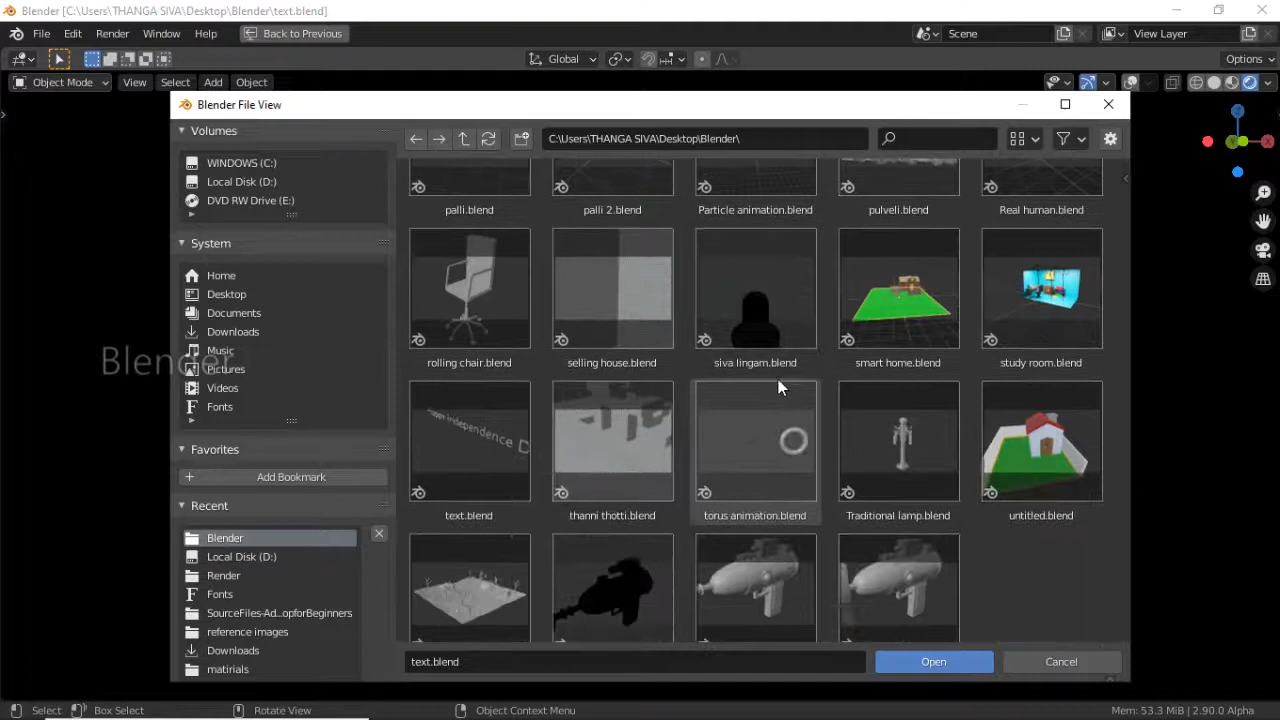 Blender [C:\Users\THANGA SIVA\Desktop\Blender\text.blend]
File Edit Render Window Help Back to Previous Scene View Layer
Global Options
Object Mode View Select Add Object
Blender File View
Volumes
C:\Users\THANGA SIVA\Desktop\Blender\
WINDOWS (C:)
Local Disk (D:)
DVD RW Drive (E:)
palli.blend palli 2.blend Particle animation.blend pulveli.blend Real human.blend
System
Home
Desktop
Documents
Downloads
Music
Pictures
Videos
Fonts
Blender
rolling chair.blend selling house.blend siva lingam.blend smart home.blend study room.blend
Happy Independence D
Favorites
Add Bookmark
Recent
text.blend thanni thotti.blend torus animation.blend Traditional lamp.blend untitled.blend
Blender
Local Disk (D:)
Render
Fonts
SourceFiles-Ad...opforBeginners
reference images
Downloads
matirials
text.blend Open Cancel
Select Box Select Rotate View Object Context Menu Mem: 53.3 MiB | 2.90.0 Alpha